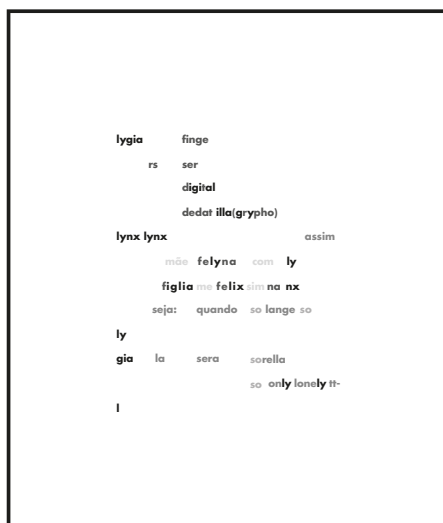 lygia finge
rs ser
digital
dedat illa(grypho)
lynx lynx assim
mãe felyna com ly
figlia me felix sim na nx
seja: quando so lange so
ly
gia la sera sorella
so only lonely tt-
l